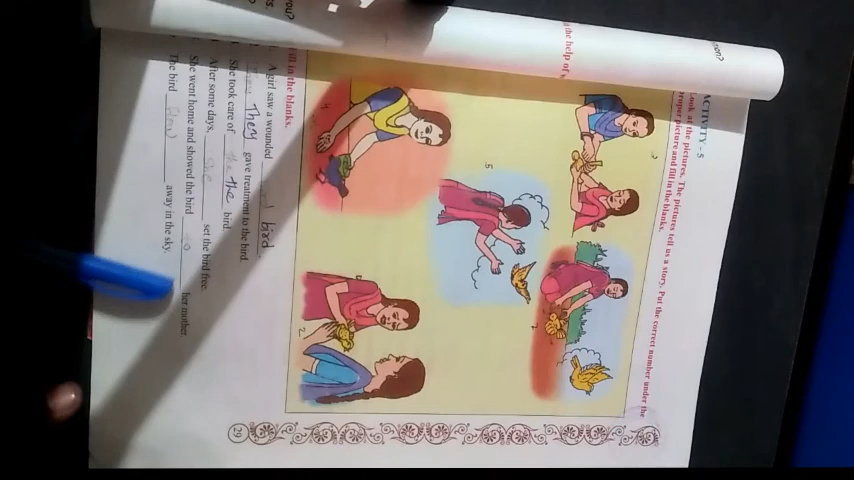 ACTIVITY - 5
Look at the pictures. The pictures tell us a story. Put the correct number under the
proper picture and fill in the blanks.
5
4
2
Fill in the blanks.
A girl saw a wounded bird.
They gave treatment to the bird.
She took care of the bird.
After some days, she set the bird free.
She went home and showed the bird to her mother.
The bird flew away in the sky.
29
the help of
you?